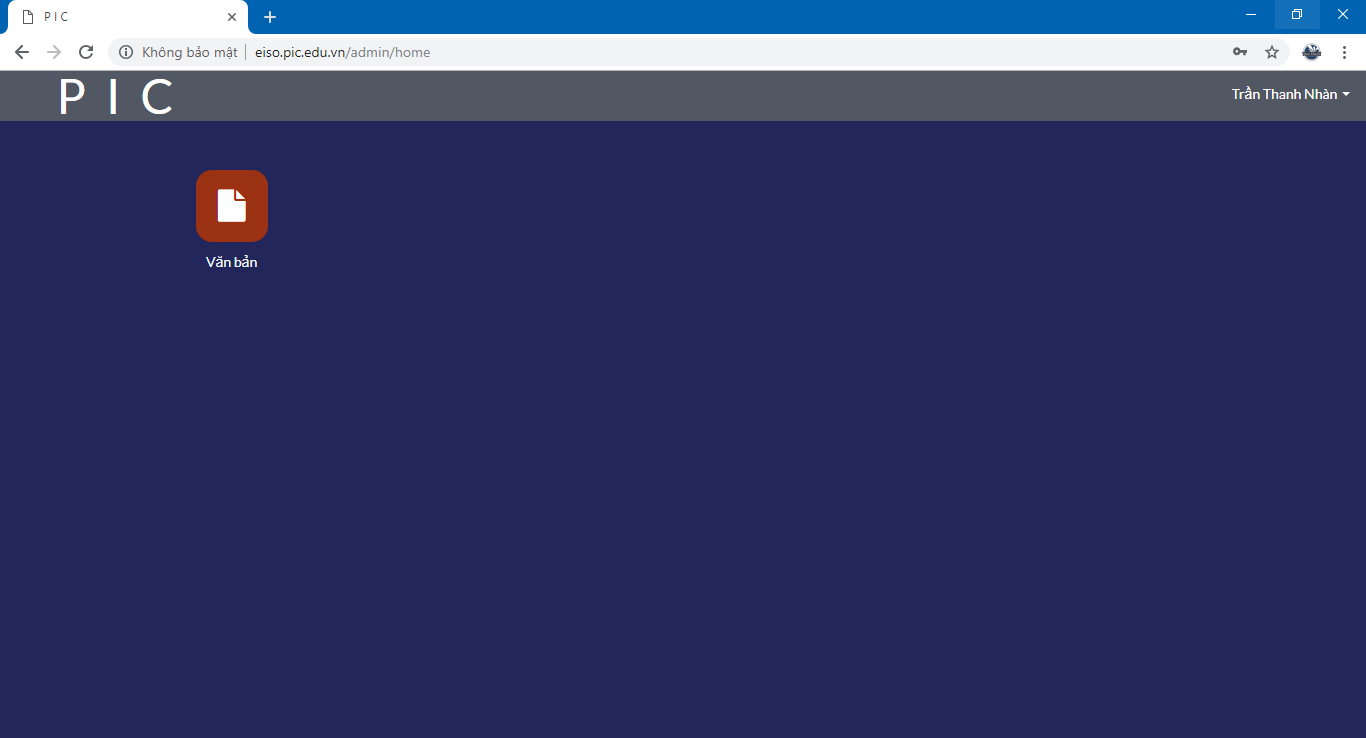 P I C
Không bảo mật
eiso.pic.edu.vn/admin/home
P I C
Trần Thanh Nhàn
Văn bản